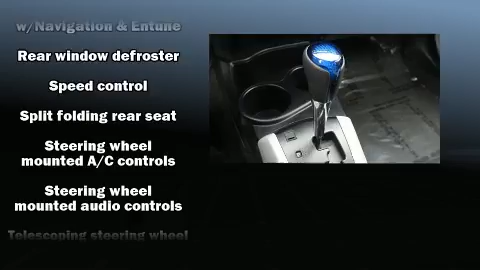 w/Navigation & Entune
Rear window defroster
Speed control
Split folding rear seat
Steering wheel
mounted A/C controls
Steering wheel
mounted audio controls
Telescoping steering wheel